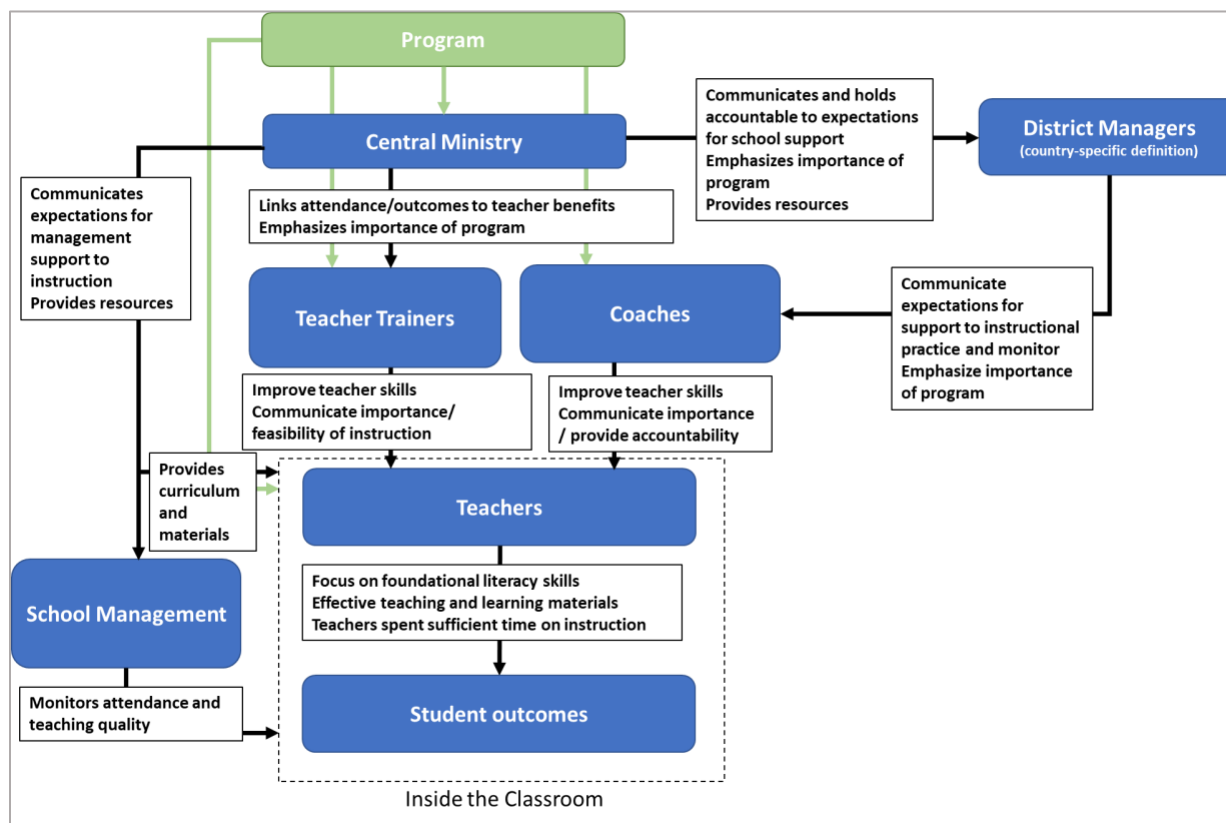 Program
Central Ministry
Communicates and holds
accountable to expectations
for school support
Emphasizes importance of
program
Provides resources
District Managers
(country-specific definition)
Communicates
expectations for
management
support to
instruction
Provides resources
Links attendance/outcomes to teacher benefits
Emphasizes importance of program
Teacher Trainers
Coaches
Communicate
expectations for
support to instructional
practice and monitor
Emphasize importance
of program
Improve teacher skills
Communicate importance/
feasibility of instruction
Improve teacher skills
Communicate importance
/ provide accountability
Provides
curriculum
and
materials
Teachers
School Management
Focus on foundational literacy skills
Effective teaching and learning materials
Teachers spent sufficient time on instruction
Monitors attendance and
teaching quality
Student outcomes
Inside the Classroom